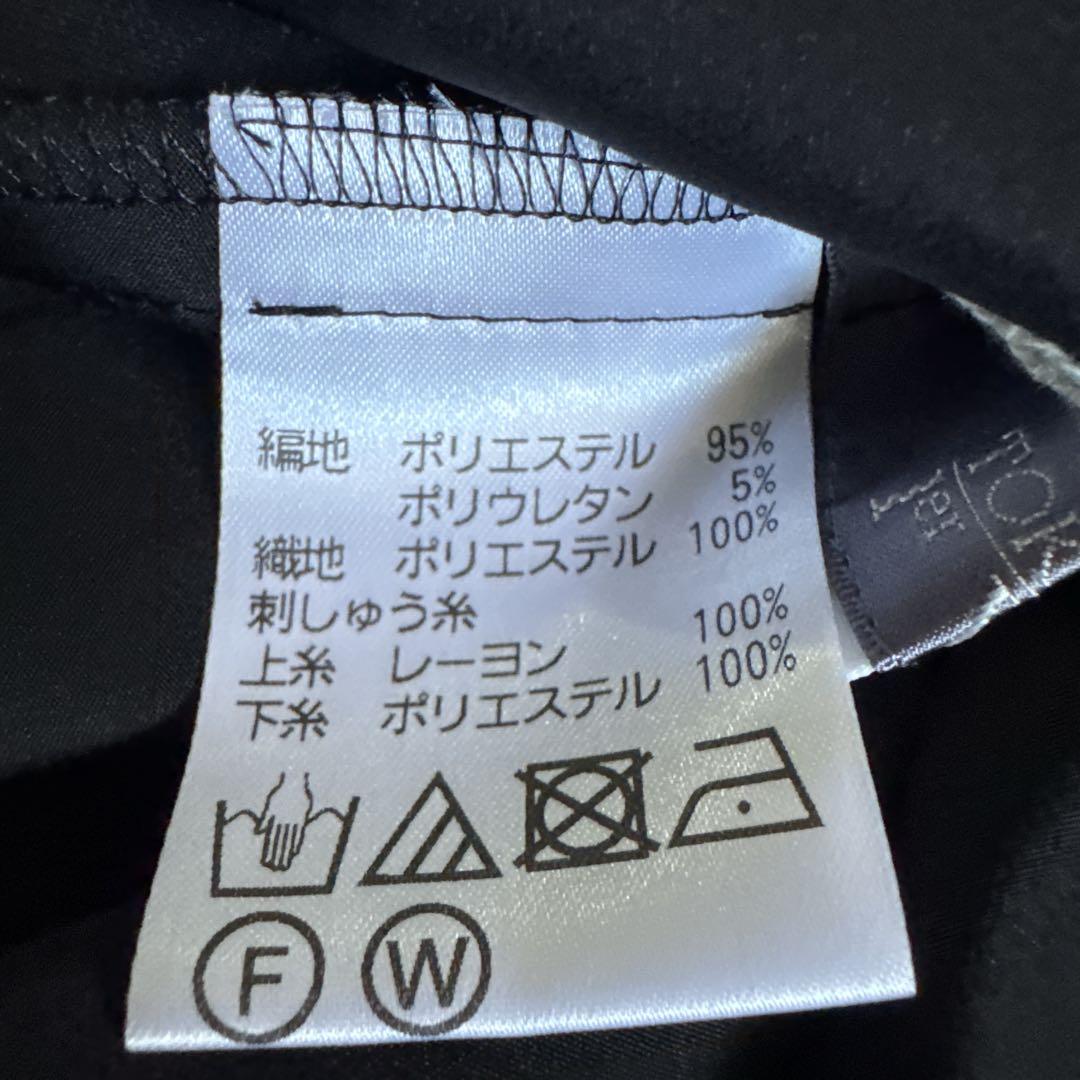 編地 ポリエステル 95%
ポリウレタン 5%
織地 ポリエステル 100%
刺しゅう糸
上糸 レーヨン 100%
下糸 ポリエステル 100%
F W
TOK